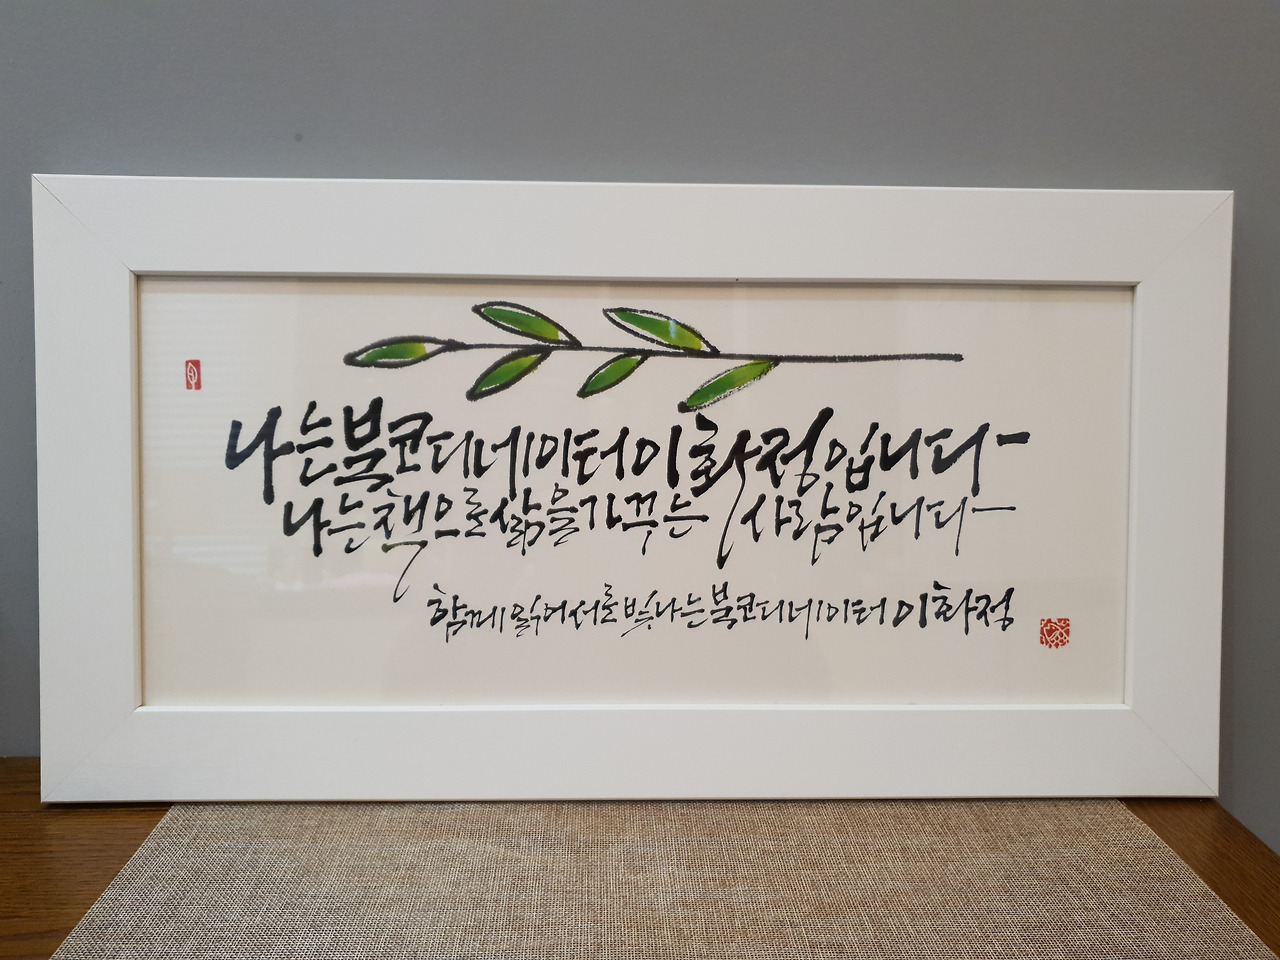 나는 북코디네이터 이화정입니다
나는 책으로 삶을 가꾸는 사람입니다
함께 읽어 서로 빛나는 북코디네이터 이화정